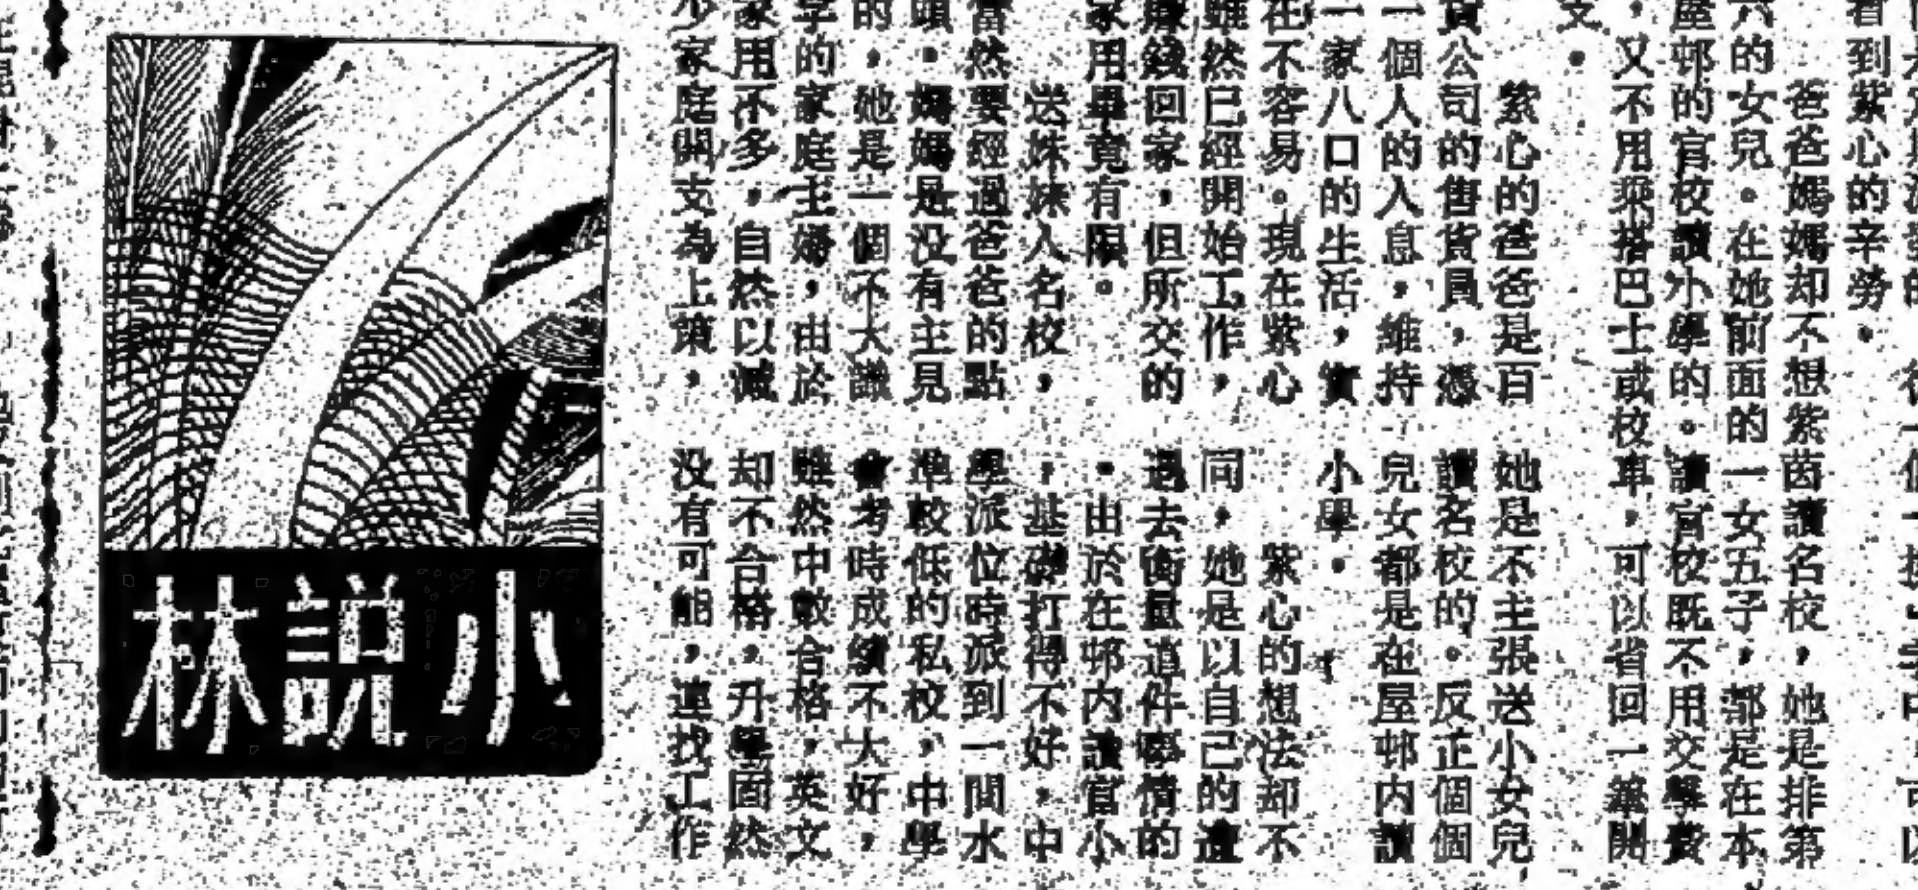 到紫心的辛勞。
爸爸媽媽却不想紫茵讀名校，她是排第
六的女兒。在她前面的一女五子，都是在本
屋邨的官校讀小學的。讀官校既不用交學費
，又不用乘搭巴士或校車，可以省回一筆開
支。
紫心的爸爸是百
貨公司的售貨員，憑
一個人的入息，維持
一家八口的生活，實
在不容易。現在紫心
雖然已經開始工作，
賺錢回家，但所交的
家用畢竟有限。
送妹妹入名校，
當然要經過爸爸的點
頭。媽媽是没有主見
的，她是一個不大識
字的家庭主婦，由於
家用不多，自然以減
少家庭開支為上策，
她是不主張送小女兒
讀名校的。反正個個
兒女都是在屋邨内讀
小學。
紫心的想法却不
同，她是以自己的遭
遇去衡量這件事情的
。由於在邨内讀官小
，基礎打得不好，中
學派位時派到一間水
準較低的私校，中學
會考時成績不大好，
雖然中數合格，英文
却不合格，升學固然
没有可能，連找工作
小説林